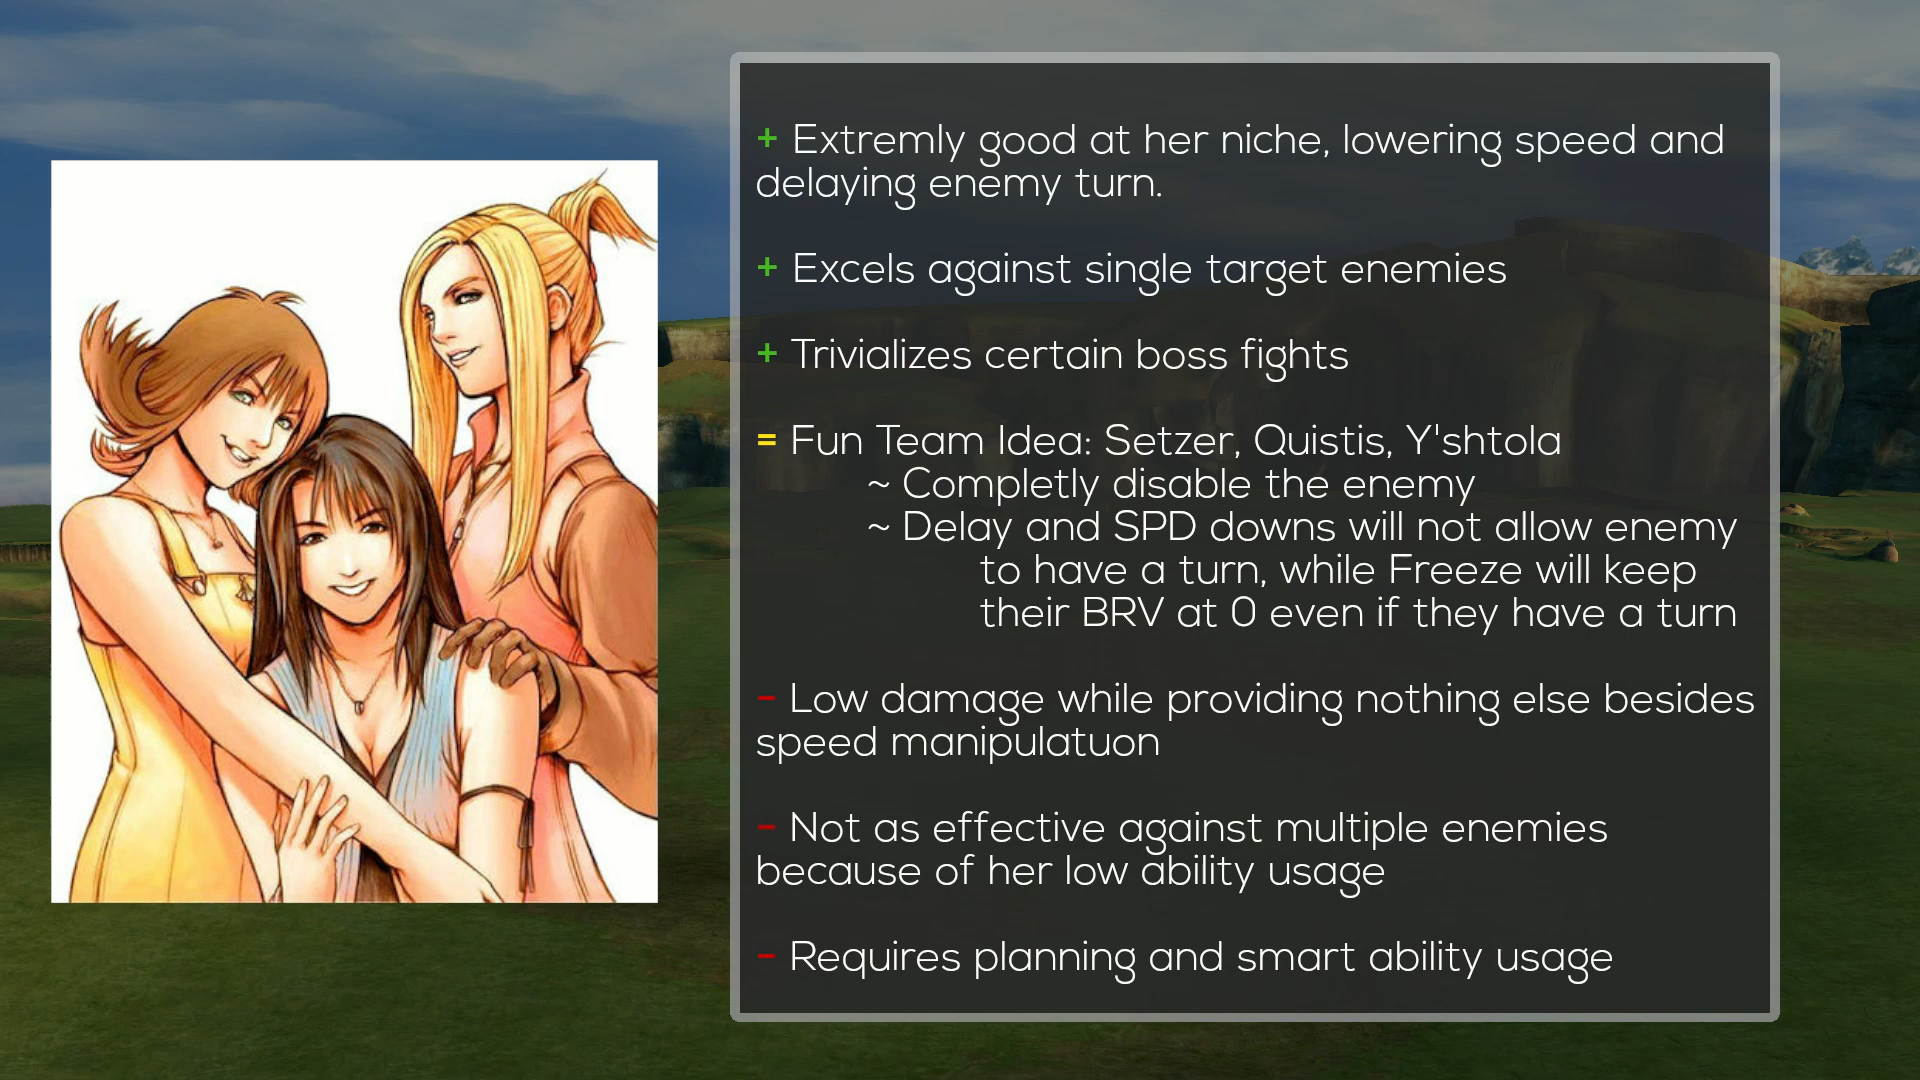 + Extremly good at her niche, lowering speed and
delaying enemy turn.
+ Excels against single target enemies
+ Trivializes certain boss fights
= Fun Team Idea: Setzer, Quistis, Y'shtola
~ Completly disable the enemy
~ Delay and SPD downs will not allow enemy
to have a turn, while Freeze will keep
their BRV at 0 even if they have a turn
- Low damage while providing nothing else besides
speed manipulatuon
- Not as effective against multiple enemies
because of her low ability usage
- Requires planning and smart ability usage